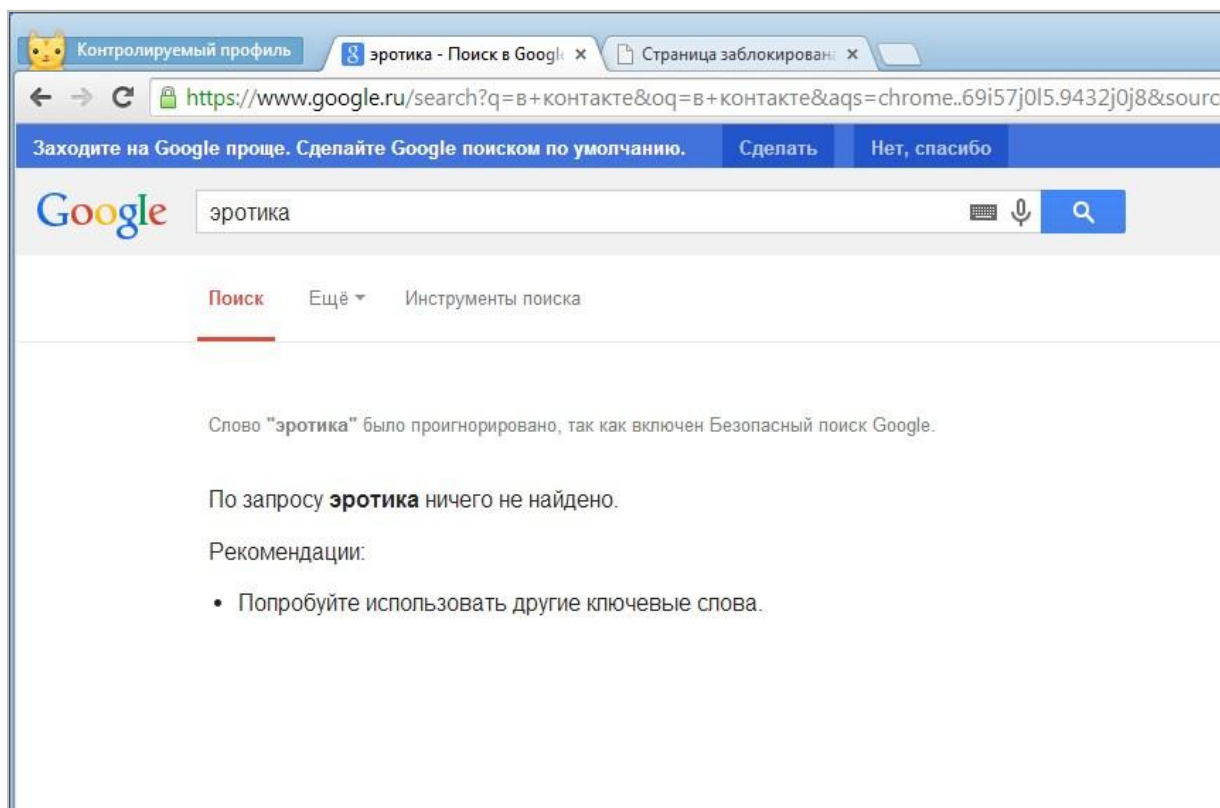 Контролируемый профиль
эротика - Поиск в Googl
Страница заблокирован
https://www.google.ru/search?q=в+контакте&oq=в+контакте&aqs=chrome..69i57j0l5.9432j0j8&sourc
Заходите на Google проще. Сделайте Google поиском по умолчанию.
Сделать
Нет, спасибо
Google
эротика
Поиск
Ещё
Инструменты поиска
Слово "эротика" было проигнорировано, так как включен Безопасный поиск Google.
По запросу эротика ничего не найдено.
Рекомендации:
• Попробуйте использовать другие ключевые слова.